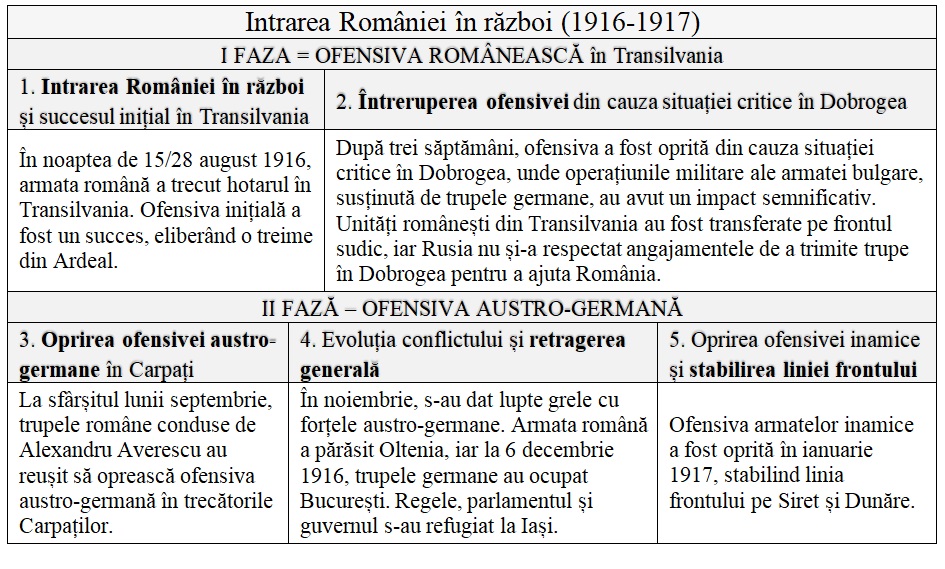 Intrarea României în război (1916-1917)
I FAZA = OFENSIVA ROMÂNEASCĂ în Transilvania
1. Intrarea României în război
și succesul inițial în Transilvania
2. Întreruperea ofensivei din cauza situației critice în Dobrogea
În noaptea de 15/28 august 1916,
armata română a trecut hotarul în
Transilvania. Ofensiva inițială a
fost un succes, eliberând o treime
din Ardeal.
După trei săptămâni, ofensiva a fost oprită din cauza situației
critice în Dobrogea, unde operațiunile militare ale armatei bulgare,
susținută de trupele germane, au avut un impact semnificativ.
Unități românești din Transilvania au fost transferate pe frontul
sudic, iar Rusia nu și-a respectat angajamentele de a trimite trupe
în Dobrogea pentru a ajuta România.
II FAZĂ – OFENSIVA AUSTRO-GERMANĂ
3. Oprirea ofensivei austro-
germane în Carpați
4. Evoluția conflictului și retragerea
generală
5. Oprirea ofensivei inamice
și stabilirea liniei frontului
La sfârșitul lunii septembrie,
trupele române conduse de
Alexandru Averescu au
reușit să oprească ofensiva
austro-germană în trecătorile
Carpaților.
În noiembrie, s-au dat lupte grele cu
forțele austro-germane. Armata română
a părăsit Oltenia, iar la 6 decembrie
1916, trupele germane au ocupat
București. Regele, parlamentul și
guvernul s-au refugiat la Iași.
Ofensiva armatelor inamice
a fost oprită în ianuarie
1917, stabilind linia
frontului pe Siret și Dunăre.